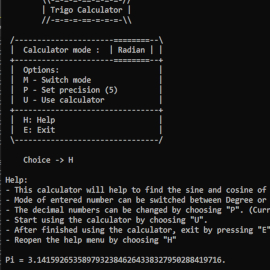 \\-=-=-=-==-=-=-//
| Trigo Calculator |
//-=-=-=-==-=-=-\\
/----------------------========--\
| Calculator mode : | Radian | |
+----------------------========--+
| Options: |
| M - Switch mode |
| P - Set precision (5) |
| U - Use calculator |
+--------------------------------+
| H: Help |
| E: Exit |
\--------------------------------/
Choice -> H
Help:
- This calculator will help to find the sine and cosine of
- Mode of entered number can be switched between Degree or
- The decimal numbers can be changed by choosing "P". (Curr
- Start using the calculator by choosing "U".
- After finished using the calculator, exit by pressing "E"
- Reopen the help menu by choosing "H"
Pi = 3.14159265358979323846264338327950288419716.